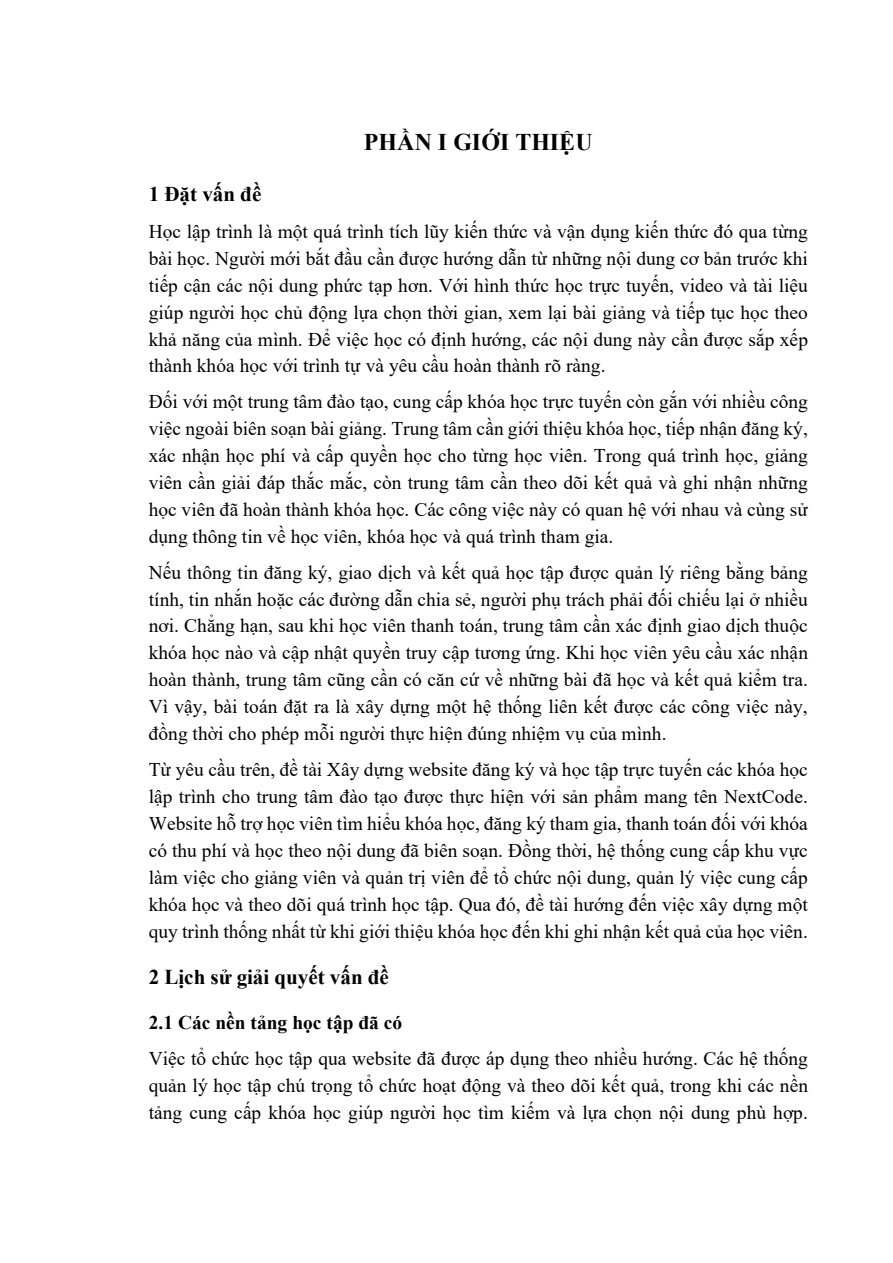 PHẦN I GIỚI THIỆU
1 Đặt vấn đề
Học lập trình là một quá trình tích lũy kiến thức và vận dụng kiến thức đó qua từng
bài học. Người mới bắt đầu cần được hướng dẫn từ những nội dung cơ bản trước khi
tiếp cận các nội dung phức tạp hơn. Với hình thức học trực tuyến, video và tài liệu
giúp người học chủ động lựa chọn thời gian, xem lại bài giảng và tiếp tục học theo
khả năng của mình. Để việc học có định hướng, các nội dung này cần được sắp xếp
thành khóa học với trình tự và yêu cầu hoàn thành rõ ràng.
Đối với một trung tâm đào tạo, cung cấp khóa học trực tuyến còn gắn với nhiều công
việc ngoài biên soạn bài giảng. Trung tâm cần giới thiệu khóa học, tiếp nhận đăng ký,
xác nhận học phí và cấp quyền học cho từng học viên. Trong quá trình học, giảng
viên cần giải đáp thắc mắc, còn trung tâm cần theo dõi kết quả và ghi nhận những
học viên đã hoàn thành khóa học. Các công việc này có quan hệ với nhau và cùng sử
dụng thông tin về học viên, khóa học và quá trình tham gia.
Nếu thông tin đăng ký, giao dịch và kết quả học tập được quản lý riêng bằng bảng
tính, tin nhắn hoặc các đường dẫn chia sẻ, người phụ trách phải đối chiếu lại ở nhiều
nơi. Chẳng hạn, sau khi học viên thanh toán, trung tâm cần xác định giao dịch thuộc
khóa học nào và cập nhật quyền truy cập tương ứng. Khi học viên yêu cầu xác nhận
hoàn thành, trung tâm cũng cần có căn cứ về những bài đã học và kết quả kiểm tra.
Vì vậy, bài toán đặt ra là xây dựng một hệ thống liên kết được các công việc này,
đồng thời cho phép mỗi người thực hiện đúng nhiệm vụ của mình.
Từ yêu cầu trên, đề tài Xây dựng website đăng ký và học tập trực tuyến các khóa học
lập trình cho trung tâm đào tạo được thực hiện với sản phẩm mang tên NextCode.
Website hỗ trợ học viên tìm hiểu khóa học, đăng ký tham gia, thanh toán đối với khóa
có thu phí và học theo nội dung đã biên soạn. Đồng thời, hệ thống cung cấp khu vực
làm việc cho giảng viên và quản trị viên để tổ chức nội dung, quản lý việc cung cấp
khóa học và theo dõi quá trình học tập. Qua đó, đề tài hướng đến việc xây dựng một
quy trình thống nhất từ khi giới thiệu khóa học đến khi ghi nhận kết quả của học viên.
2 Lịch sử giải quyết vấn đề
2.1 Các nền tảng học tập đã có
Việc tổ chức học tập qua website đã được áp dụng theo nhiều hướng. Các hệ thống
quản lý học tập chú trọng tổ chức hoạt động và theo dõi kết quả, trong khi các nền
tảng cung cấp khóa học giúp người học tìm kiếm và lựa chọn nội dung phù hợp.